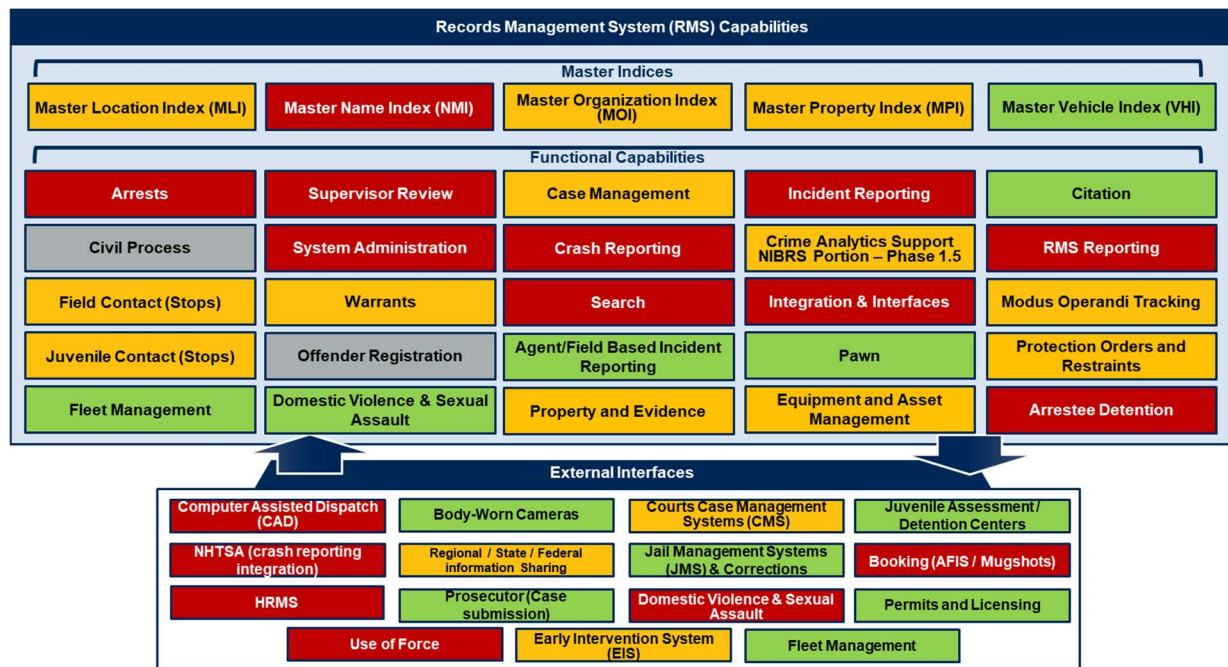 Records Management System (RMS) Capabilities
Master Indices
Master Location Index (MLI)
Master Name Index (NMI)
Master Organization Index
(MOI)
Master Property Index (MPI)
Master Vehicle Index (VHI)
Functional Capabilities
Arrests
Supervisor Review
Case Management
Incident Reporting
Citation
Civil Process
System Administration
Crash Reporting
Crime Analytics Support
NIBRS Portion – Phase 1.5
RMS Reporting
Field Contact (Stops)
Warrants
Search
Integration & Interfaces
Modus Operandi Tracking
Juvenile Contact (Stops)
Offender Registration
Agent/Field Based Incident
Reporting
Pawn
Protection Orders and
Restraints
Fleet Management
Domestic Violence & Sexual
Assault
Property and Evidence
Equipment and Asset
Management
Arrestee Detention
External Interfaces
Computer Assisted Dispatch
(CAD)
Body-Worn Cameras
Courts Case Management
Systems (CMS)
Juvenile Assessment /
Detention Centers
NHTSA (crash reporting
integration)
Regional / State / Federal
information Sharing
Jail Management Systems
(JMS) & Corrections
Booking (AFIS / Mugshots)
HRMS
Prosecutor (Case
submission)
Domestic Violence & Sexual
Assault
Permits and Licensing
Use of Force
Early Intervention System
(EIS)
Fleet Management